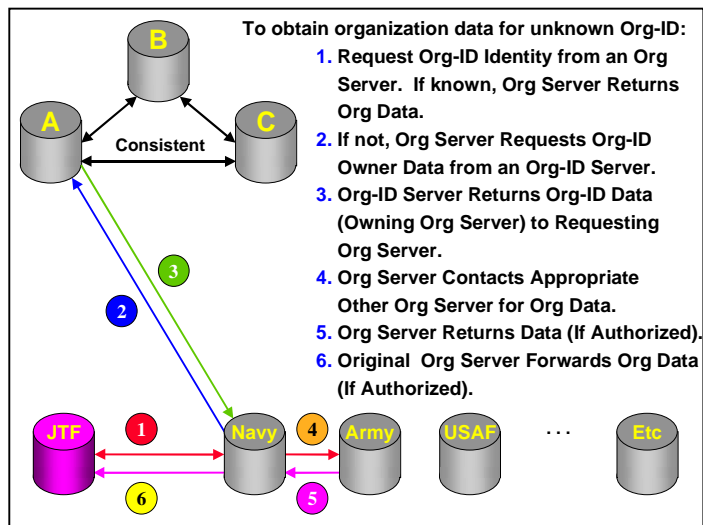 To obtain organization data for unknown Org-ID:
1. Request Org-ID Identity from an Org
Server. If known, Org Server Returns
Org Data.
2. If not, Org Server Requests Org-ID
Owner Data from an Org-ID Server.
3. Org-ID Server Returns Org-ID Data
(Owning Org Server) to Requesting
Org Server.
4. Org Server Contacts Appropriate
Other Org Server for Org Data.
5. Org Server Returns Data (If Authorized).
6. Original Org Server Forwards Org Data
(If Authorized).
B
A
C
Consistent
3
2
JTF
1
Navy
4
Army
USAF
. . .
Etc
6
5